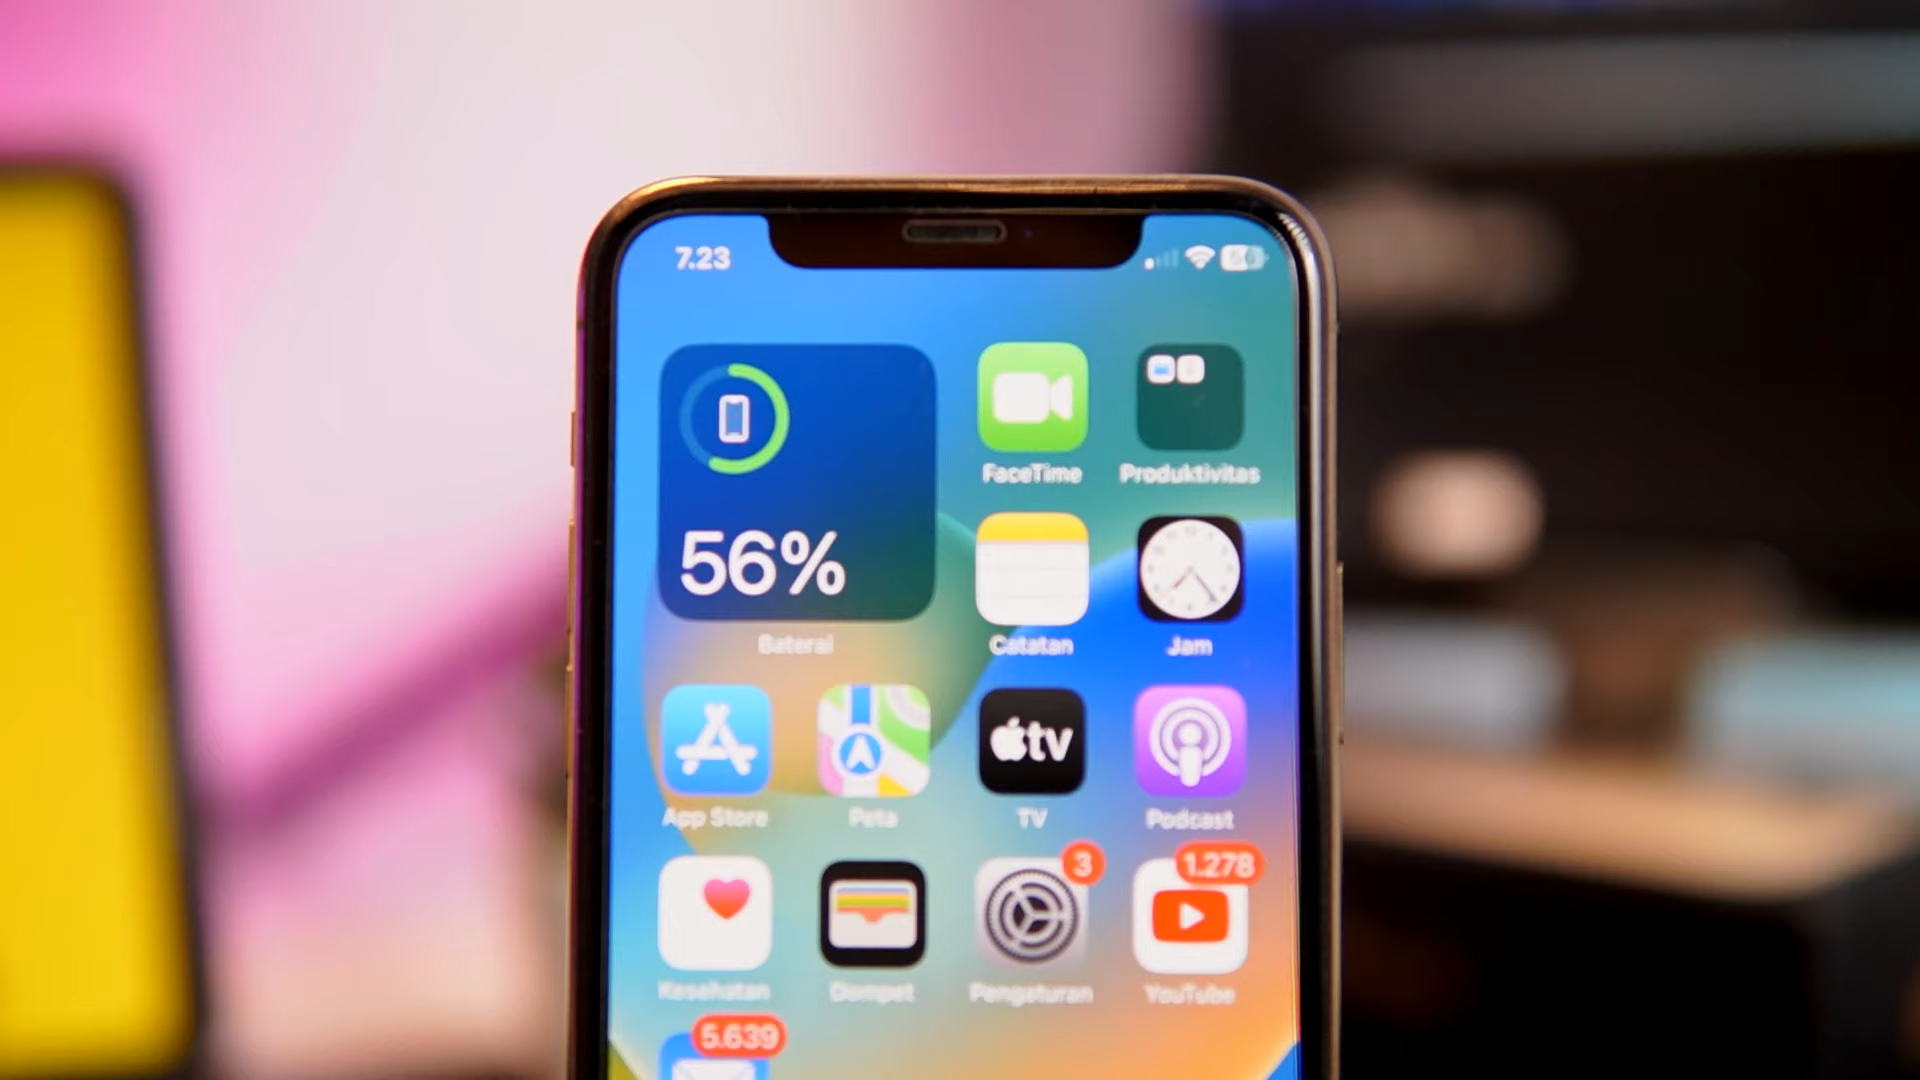 7.23
56
56%
FaceTime
Produktivitas
Baterai
Catatan
Jam
tv
App Store
Peta
TV
Podcast
3
1.278
Kesehatan
Dompet
Pengaturan
YouTube
5.639